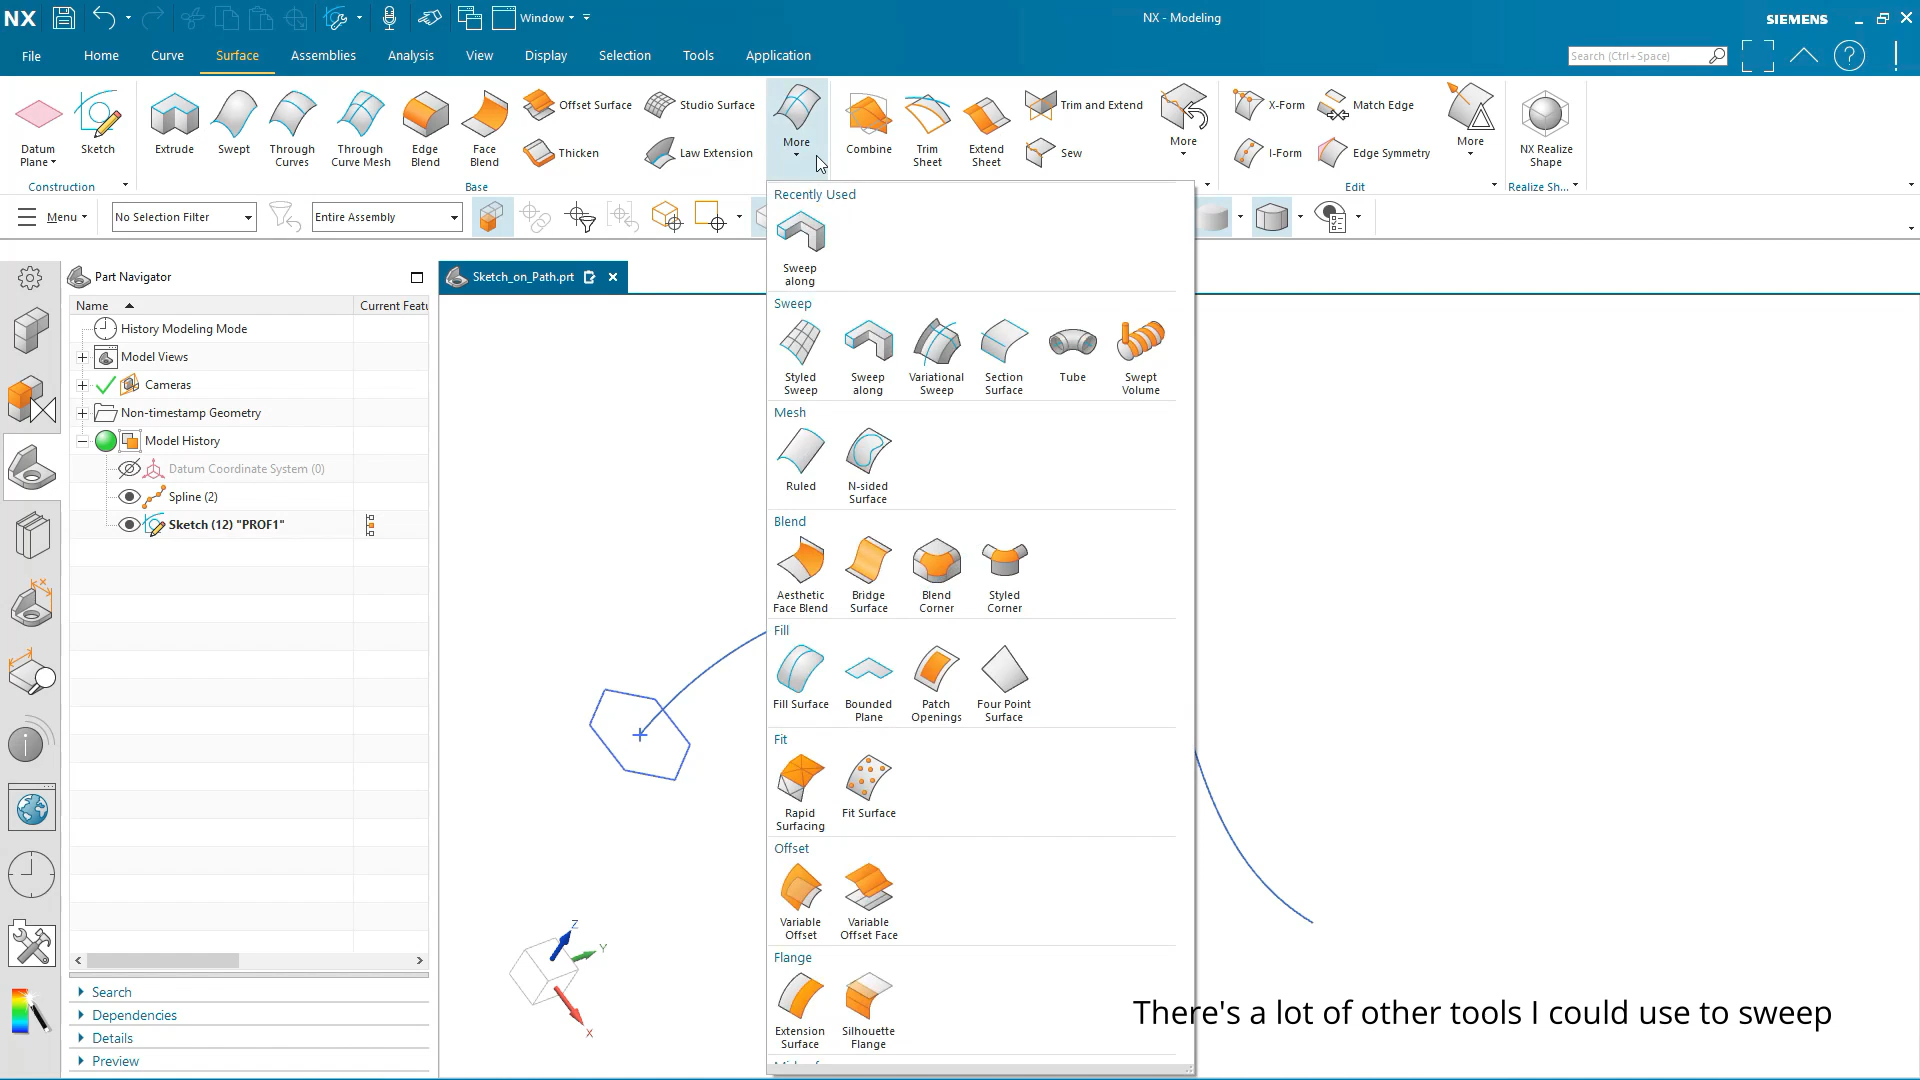 NX
Window
NX - Modeling
SIEMENS
File
Home
Curve
Surface
Assemblies
Analysis
View
Display
Selection
Tools
Application
Search (Ctrl+Space)
Datum
Plane
Sketch
Construction
Extrude
Swept
Through
Curves
Through
Curve Mesh
Edge
Blend
Face
Blend
Offset Surface
Thicken
Studio Surface
Law Extension
Base
More
Combine
Trim
Sheet
Extend
Sheet
Trim and Extend
Sew
More
X-Form
I-Form
Match Edge
Edge Symmetry
More
Edit
NX Realize
Shape
Realize Sh...
Menu
No Selection Filter
Entire Assembly
Part Navigator
Name
Current Featu
History Modeling Mode
Model Views
Cameras
Non-timestamp Geometry
Model History
Datum Coordinate System (0)
Spline (2)
Sketch (12) "PROF1"
Search
Dependencies
Details
Preview
Sketch_on_Path.prt
Recently Used
Sweep
along
Sweep
Styled
Sweep
Sweep
along
Variational
Sweep
Section
Surface
Tube
Swept
Volume
Mesh
Ruled
N-sided
Surface
Blend
Aesthetic
Face Blend
Bridge
Surface
Blend
Corner
Styled
Corner
Fill
Fill Surface
Bounded
Plane
Patch
Openings
Four Point
Surface
Fit
Rapid
Surfacing
Fit Surface
Offset
Variable
Offset
Variable
Offset Face
Flange
Extension
Surface
Silhouette
Flange
Z
Y
X
There's a lot of other tools I could use to sweep